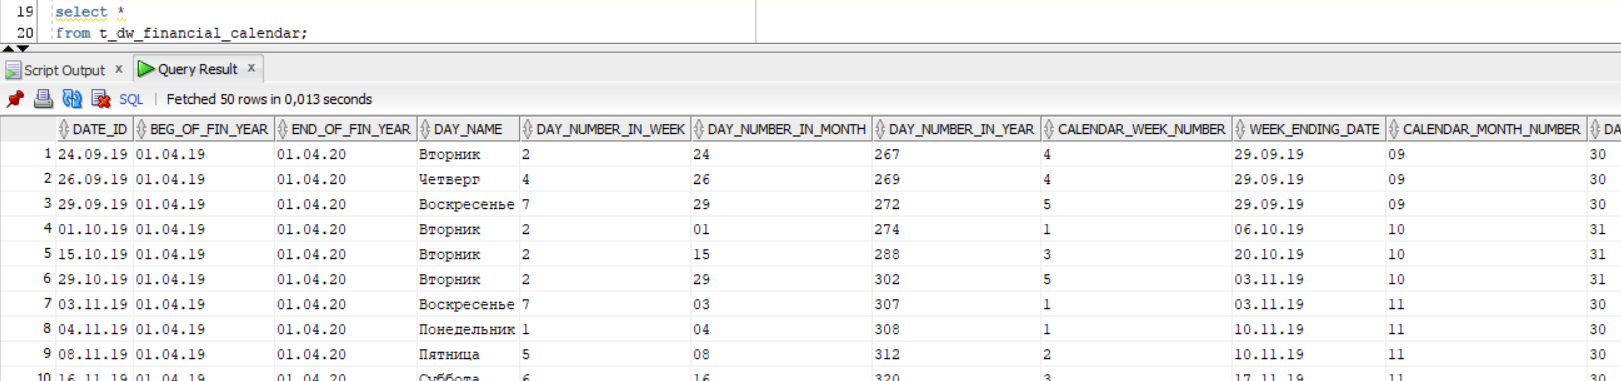 19 select *
20 from t_dw_financial_calendar;
Script Output x Query Result x
SQL | Fetched 50 rows in 0,013 seconds
DATE_ID BEG_OF_FIN_YEAR END_OF_FIN_YEAR DAY_NAME DAY_NUMBER_IN_WEEK DAY_NUMBER_IN_MONTH DAY_NUMBER_IN_YEAR CALENDAR_WEEK_NUMBER WEEK_ENDING_DATE CALENDAR_MONTH_NUMBER DA
1 24.09.19 01.04.19 01.04.20 Вторник 2 24 267 4 29.09.19 09 30
2 26.09.19 01.04.19 01.04.20 Четверг 4 26 269 4 29.09.19 09 30
3 29.09.19 01.04.19 01.04.20 Воскресенье 7 29 272 5 29.09.19 09 30
4 01.10.19 01.04.19 01.04.20 Вторник 2 01 274 1 06.10.19 10 31
5 15.10.19 01.04.19 01.04.20 Вторник 2 15 288 3 20.10.19 10 31
6 29.10.19 01.04.19 01.04.20 Вторник 2 29 302 5 03.11.19 10 31
7 03.11.19 01.04.19 01.04.20 Воскресенье 7 03 307 1 03.11.19 11 30
8 04.11.19 01.04.19 01.04.20 Понедельник 1 04 308 1 10.11.19 11 30
9 08.11.19 01.04.19 01.04.20 Пятница 5 08 312 2 10.11.19 11 30
10 16.11.19 01.04.19 01.04.20 Суббота 6 16 320 3 17.11.19 11 30